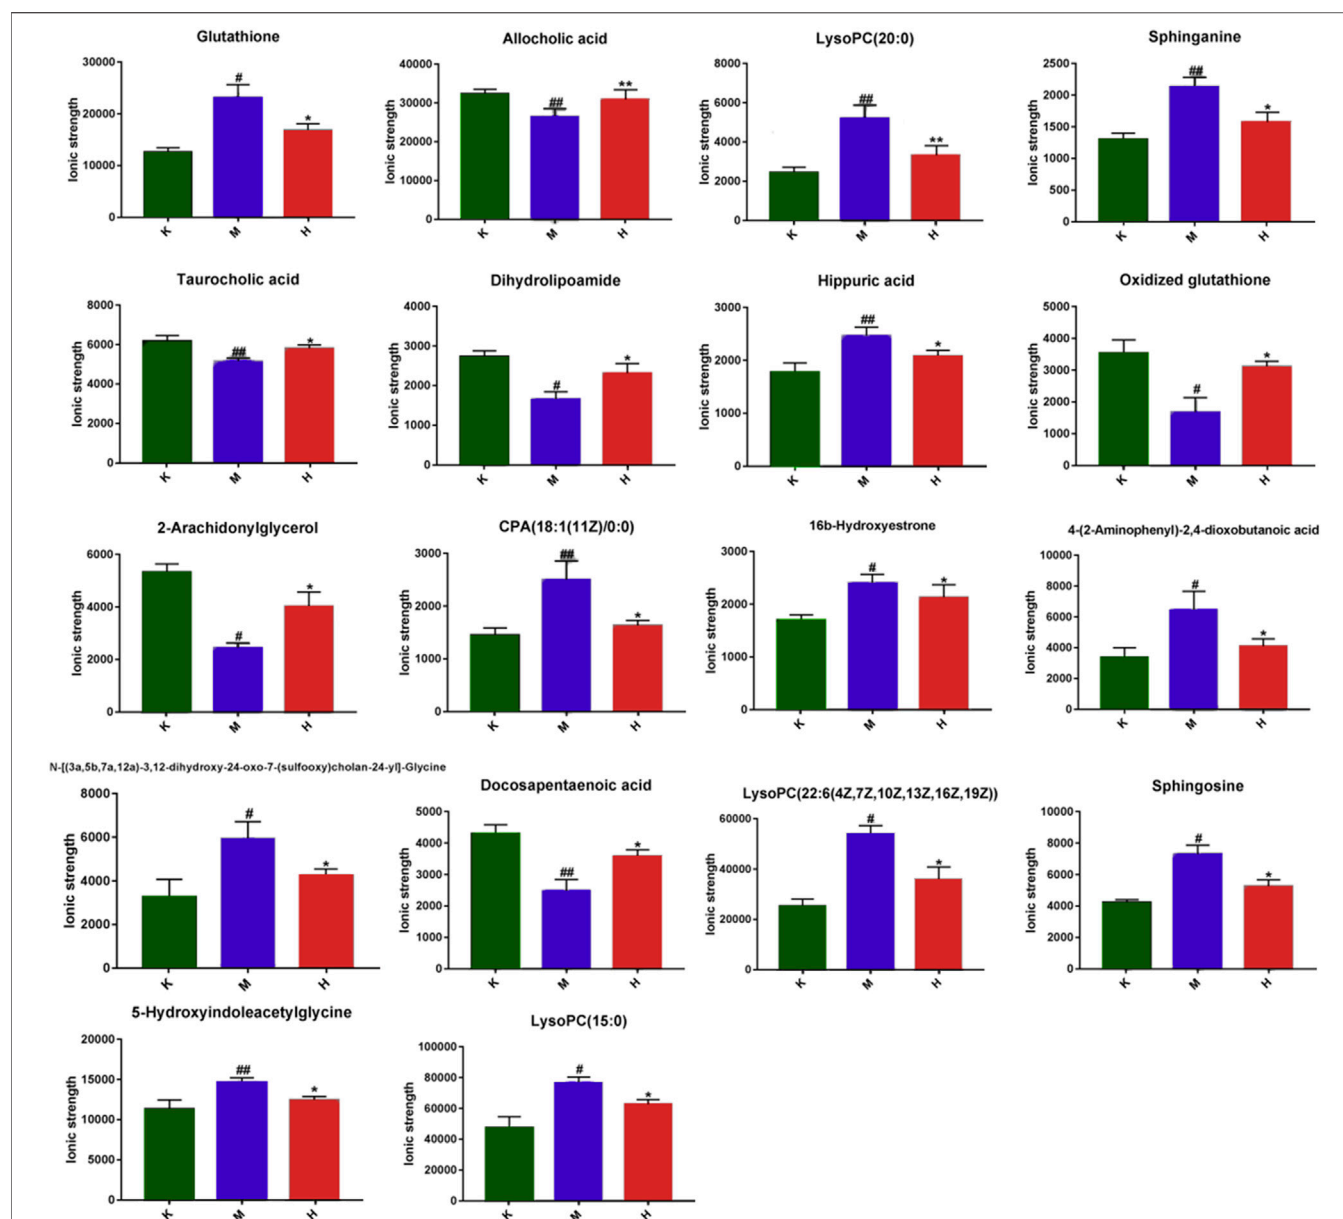 Glutathione
Ionic strength
30000
20000
10000
0
#
*
K M H
Allocholic acid
Ionic strength
40000
30000
20000
10000
0
##
**
K M H
LysoPC(20:0)
Ionic strength
8000
6000
4000
2000
0
##
**
K M H
Sphinganine
Ionic strength
2500
2000
1500
1000
500
0
##
*
K M H
Taurocholic acid
Ionic strength
8000
6000
4000
2000
0
##
*
K M H
Dihydrolipoamide
Ionic strength
4000
3000
2000
1000
0
#
*
K M H
Hippuric acid
Ionic strength
3000
2000
1000
0
##
*
K M H
Oxidized glutathione
Ionic strength
5000
4000
3000
2000
1000
0
#
*
K M H
2-Arachidonylglycerol
Ionic strength
6000
4000
2000
0
#
*
K M H
CPA(18:1(11Z)/0:0)
Ionic strength
3000
2000
1000
0
##
*
K M H
16b-Hydroxyestrone
Ionic strength
3000
2000
1000
0
#
*
K M H
4-(2-Aminophenyl)-2,4-dioxobutanoic acid
Ionic strength
10000
8000
6000
4000
2000
0
#
*
K M H
N-[(3a,5b,7a,12a)-3,12-dihydroxy-24-oxo-7-(sulfooxy)cholan-24-yl]-Glycine
Ionic strength
8000
6000
4000
2000
0
#
*
K M H
Docosapentaenoic acid
Ionic strength
5000
4000
3000
2000
1000
0
##
*
K M H
LysoPC(22:6(4Z,7Z,10Z,13Z,16Z,19Z))
Ionic strength
60000
40000
20000
0
#
*
K M H
Sphingosine
Ionic strength
10000
8000
6000
4000
2000
0
#
*
K M H
5-Hydroxyindoleacetylglycine
Ionic strength
20000
15000
10000
5000
0
##
*
K M H
LysoPC(15:0)
Ionic strength
100000
80000
60000
40000
20000
0
#
*
K M H